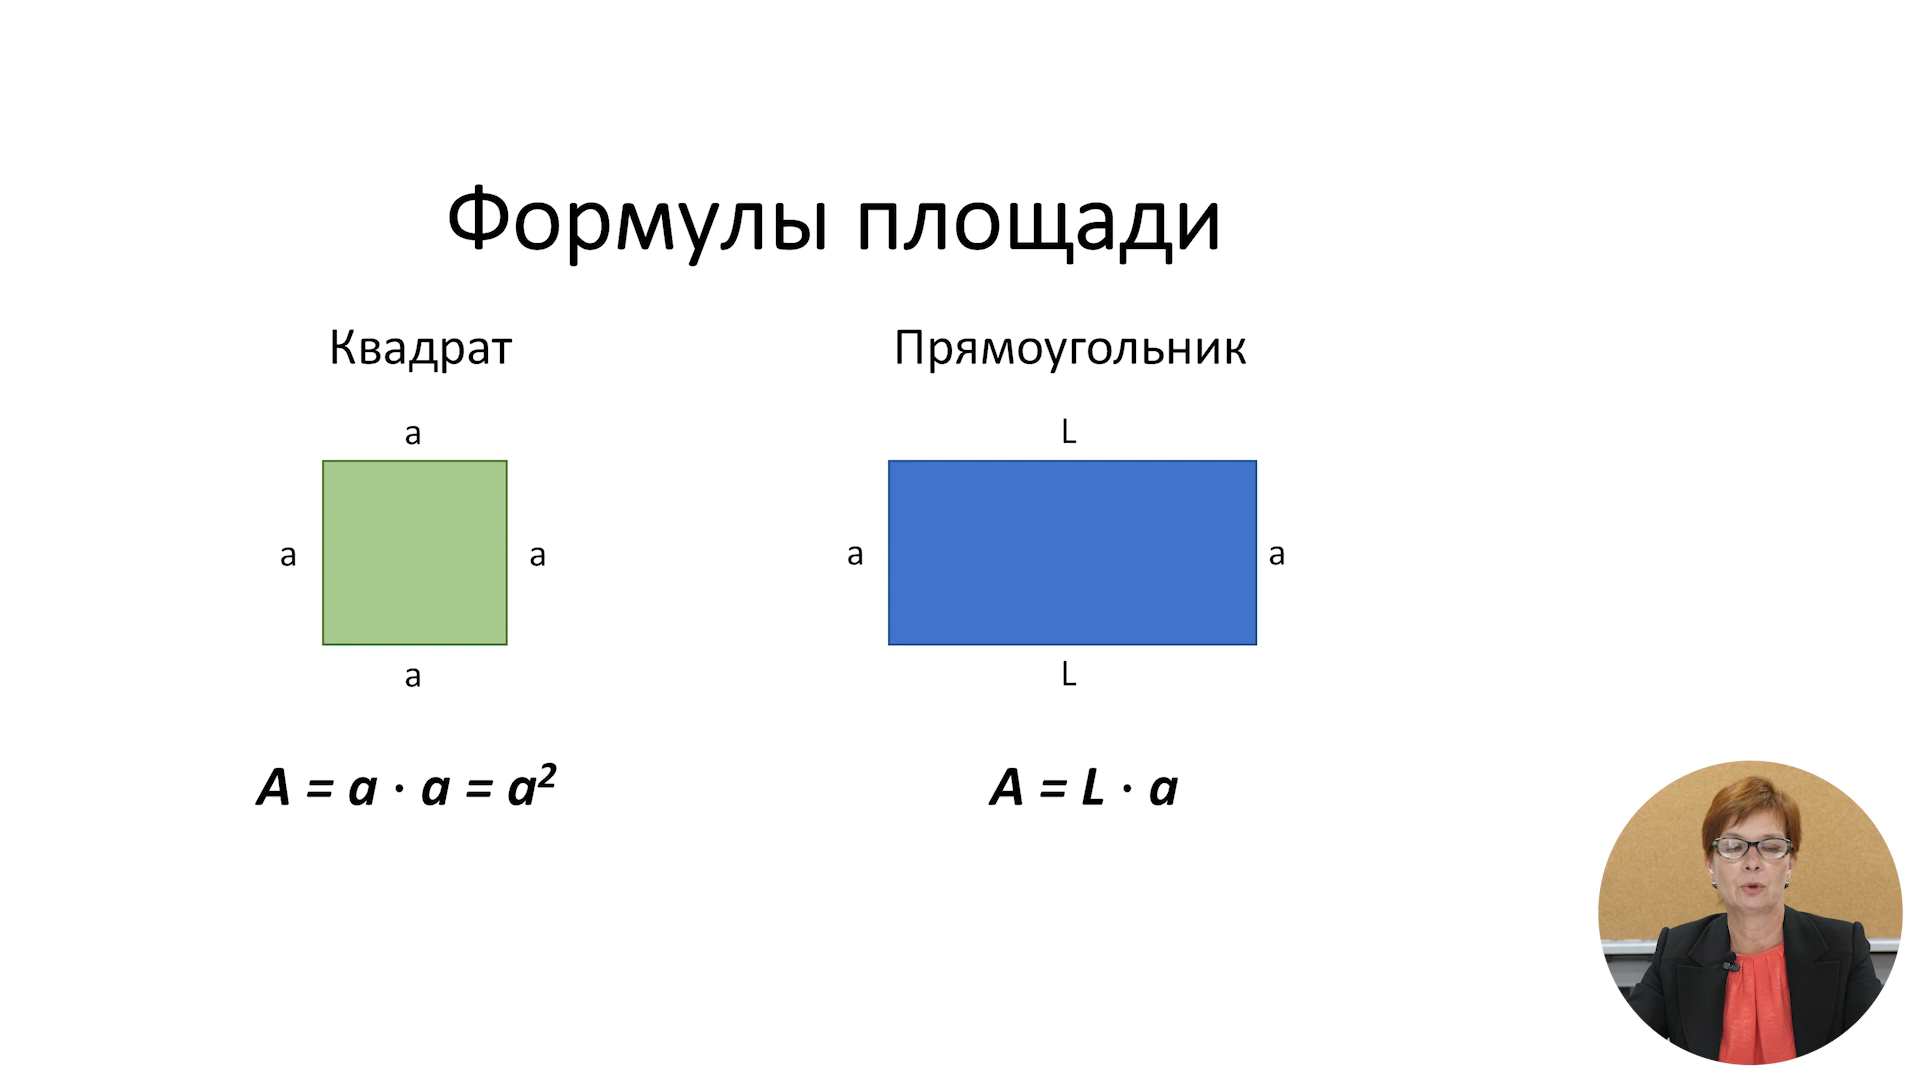 Формулы площади
Квадрат
Прямоугольник
a
L
a
a
a
a
a
L
A = a · a = a²
A = L · a